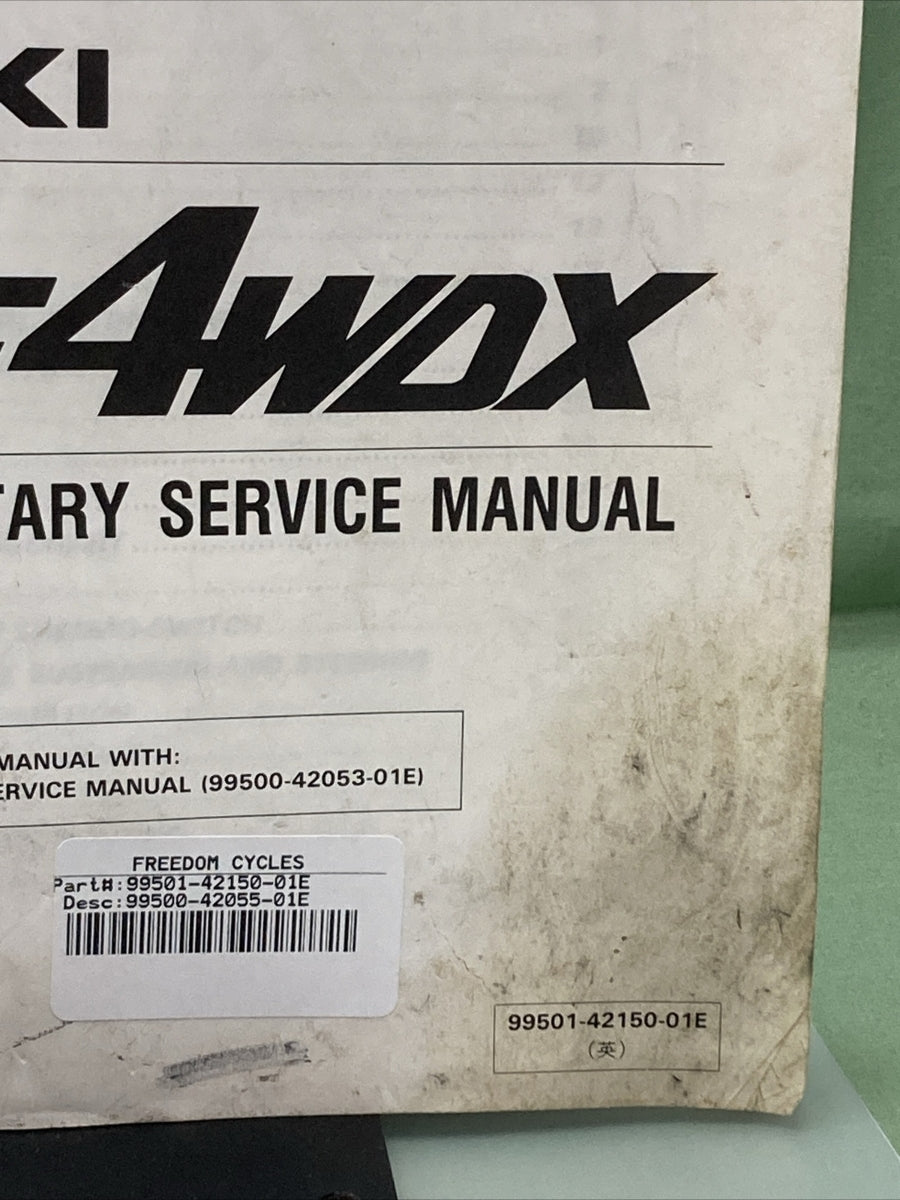 KI
4WDX
TARY SERVICE MANUAL
MANUAL WITH:
ERVICE MANUAL (99500-42053-01E)
FREEDOM CYCLES
Part#:99501-42150-01E
Desc:99500-42055-01E
99501-42150-01E
(英)